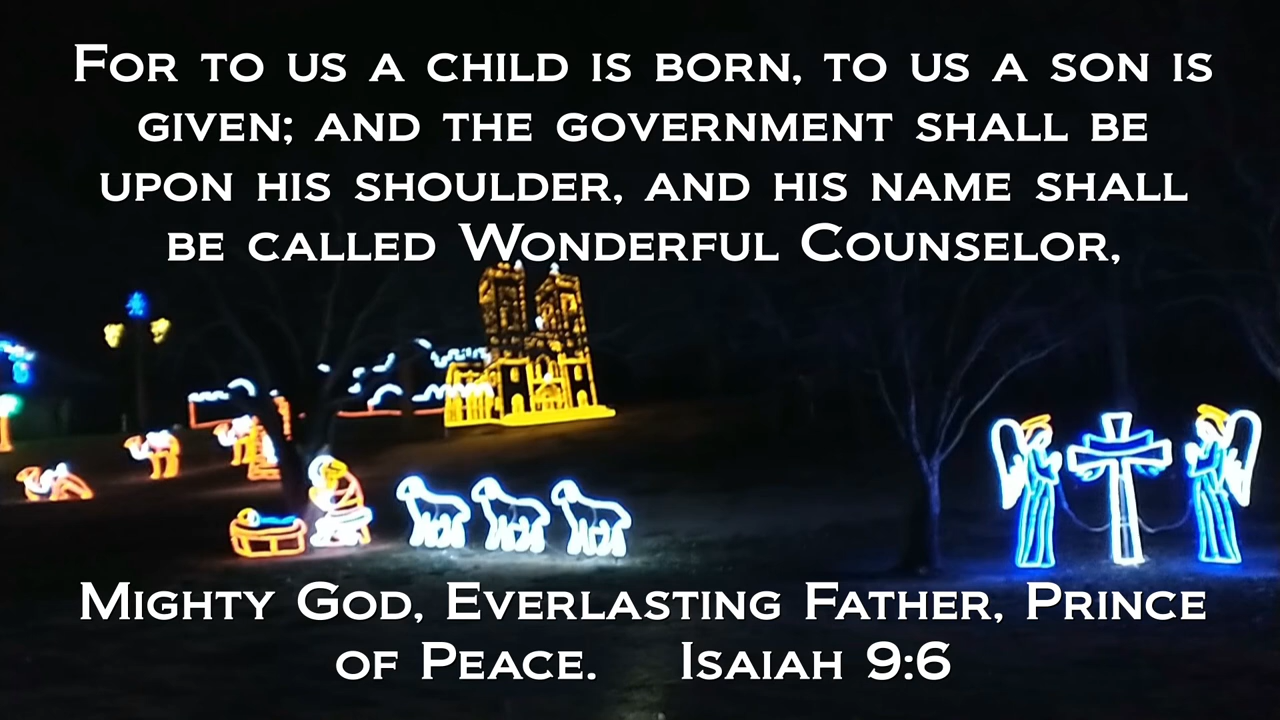 For to us a child is born, to us a son is
given; and the government shall be
upon his shoulder, and his name shall
be called Wonderful Counselor,
Mighty God, Everlasting Father, Prince
of Peace. Isaiah 9:6